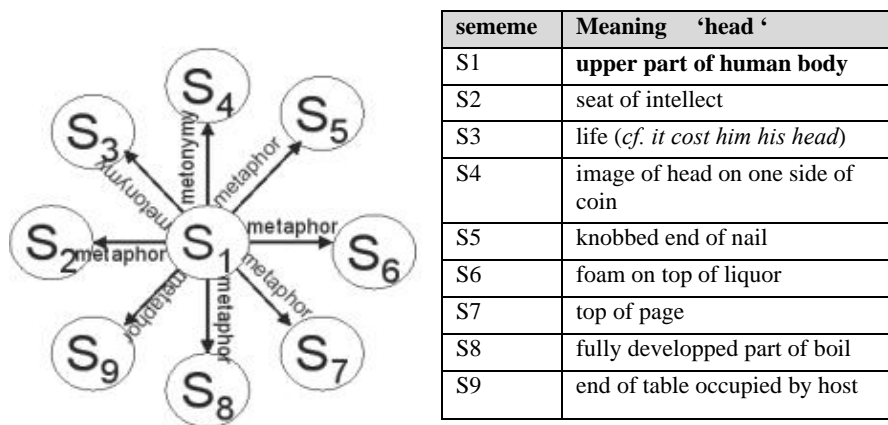 S4
S3
S5
metonymy
metonymy
metaphor
S2
metaphor
S1
metaphor
S6
metaphor
metaphor
metaphor
S9
S8
S7
sememe Meaning ‘head ‘
S1 upper part of human body
S2 seat of intellect
S3 life (cf. it cost him his head)
S4 image of head on one side of
coin
S5 knobbed end of nail
S6 foam on top of liquor
S7 top of page
S8 fully developped part of boil
S9 end of table occupied by host